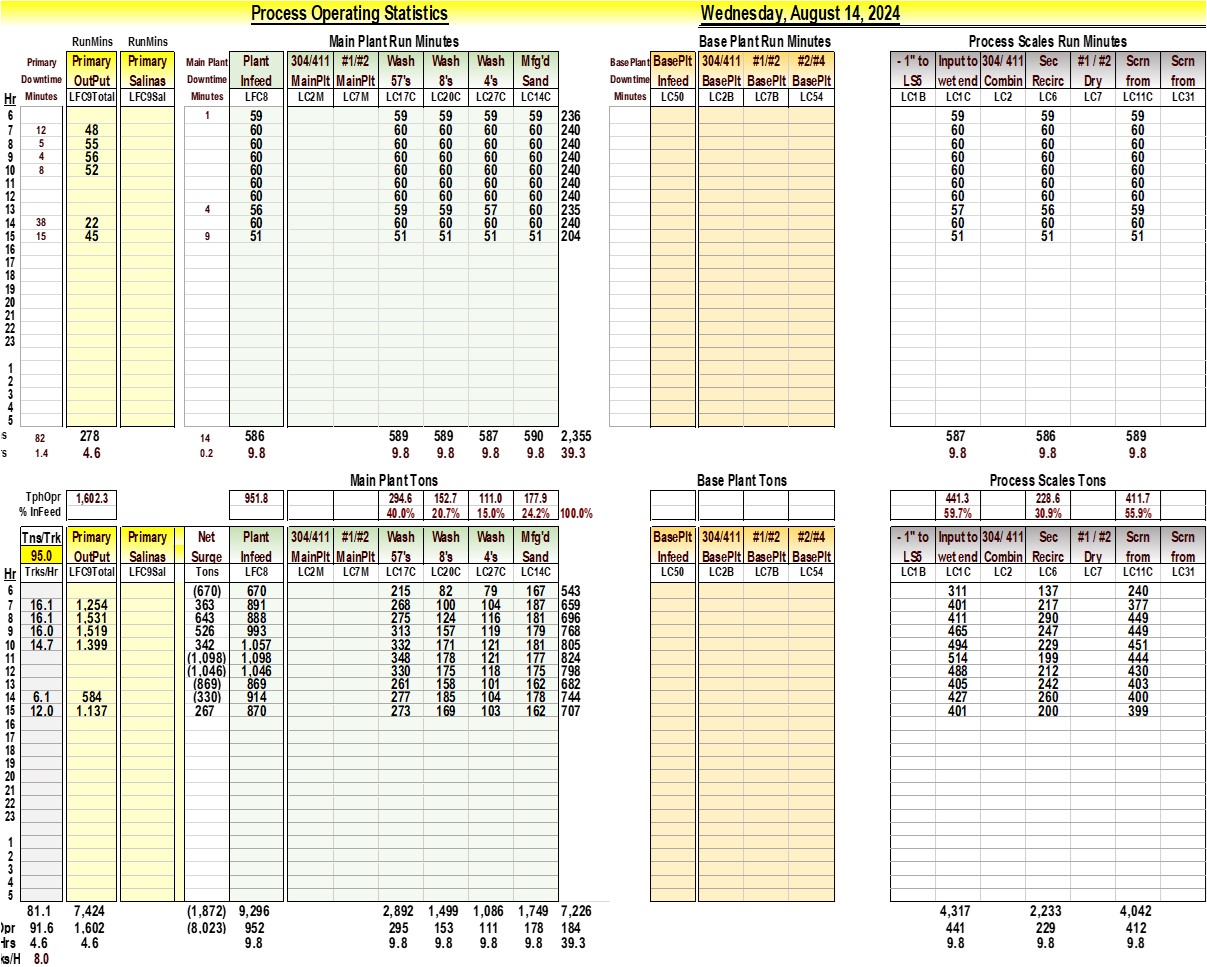 Process Operating Statistics Wednesday, August 14, 2024
RunMins RunMins Main Plant Run Minutes Base Plant Run Minutes Process Scales Run Minutes
Primary Primary Primary Main Plant Plant 304/411 #1/#2 Wash Wash Wash Mfg'd BasePlant BasePlt 304/411 #1/#2 #2/#4 - 1" to Input to 304/ 411 Sec #1 / #2 Scrn Scrn
Downtime OutPut Salinas Downtime Infeed MainPlt MainPlt 57's 8's 4's Sand Downtime Infeed BasePlt BasePlt BasePlt LS5 wet end Combin Recirc Dry from from
Hr Minutes LFC9Total LFC9Sal Minutes LFC8 LC2M LC7M LC17C LC20C LC27C LC14C Minutes LC50 LC2B LC7B LC54 LC1B LC1C LC2 LC6 LC7 LC11C LC31
6 1 59 59 59 59 59 236 59 59 59
7 12 48 60 60 60 60 60 240 60 60 60
8 5 55 60 60 60 60 60 240 60 60 60
9 4 56 60 60 60 60 60 240 60 60 60
10 8 52 60 60 60 60 60 240 60 60 60
11 60 60 60 60 60 240 60 60 60
12 60 60 60 60 60 240 60 60 60
13 4 56 59 59 57 60 235 57 56 59
14 38 22 60 60 60 60 60 240 60 60 60
15 15 45 9 51 51 51 51 51 204 51 51 51
16
17
18
19
20
21
22
23
1
2
3
4
5
s 82 278 14 586 589 589 587 590 2,355 587 586 589
's 1.4 4.6 0.2 9.8 9.8 9.8 9.8 9.8 39.3 9.8 9.8 9.8
Main Plant Tons Base Plant Tons Process Scales Tons
TphOpr 1,602.3 951.8 294.6 152.7 111.0 177.9 441.3 228.6 411.7
% InFeed 40.0% 20.7% 15.0% 24.2% 100.0% 59.7% 30.9% 55.9%
Tns/Trk Primary Primary Net Plant 304/411 #1/#2 Wash Wash Wash Mfg'd BasePlt 304/411 #1/#2 #2/#4 - 1" to Input to 304/ 411 Sec #1 / #2 Scrn Scrn
95.0 OutPut Salinas Surge Infeed MainPlt MainPlt 57's 8's 4's Sand Infeed BasePlt BasePlt BasePlt LS5 wet end Combin Recirc Dry from from
Hr Trks/Hr LFC9Total LFC9Sal Tons LFC8 LC2M LC7M LC17C LC20C LC27C LC14C LC50 LC2B LC7B LC54 LC1B LC1C LC2 LC6 LC7 LC11C LC31
6 (670) 670 215 82 79 167 543 311 137 240
7 16.1 1,254 363 891 268 100 104 187 659 401 217 377
8 16.1 1,531 643 888 275 124 116 181 696 411 290 449
9 16.0 1,519 526 993 313 157 119 179 768 465 247 449
10 14.7 1,399 342 1,057 332 171 121 181 805 494 229 451
11 (1,098) 1,098 348 178 121 177 824 514 199 444
12 (1,046) 1,046 330 175 118 175 798 488 212 430
13 (869) 869 261 158 101 162 682 405 242 403
14 6.1 584 (330) 914 277 185 104 178 744 427 260 400
15 12.0 1,137 267 870 273 169 103 162 707 401 200 399
16
17
18
19
20
21
22
23
1
2
3
4
5
81.1 7,424 (1,872) 9,296 2,892 1,499 1,086 1,749 7,226 4,317 2,233 4,042
Opr 91.6 1,602 (8,023) 952 295 153 111 178 184 441 229 412
Hrs 4.6 4.6 9.8 9.8 9.8 9.8 9.8 39.3 9.8 9.8 9.8
ks/H 8.0